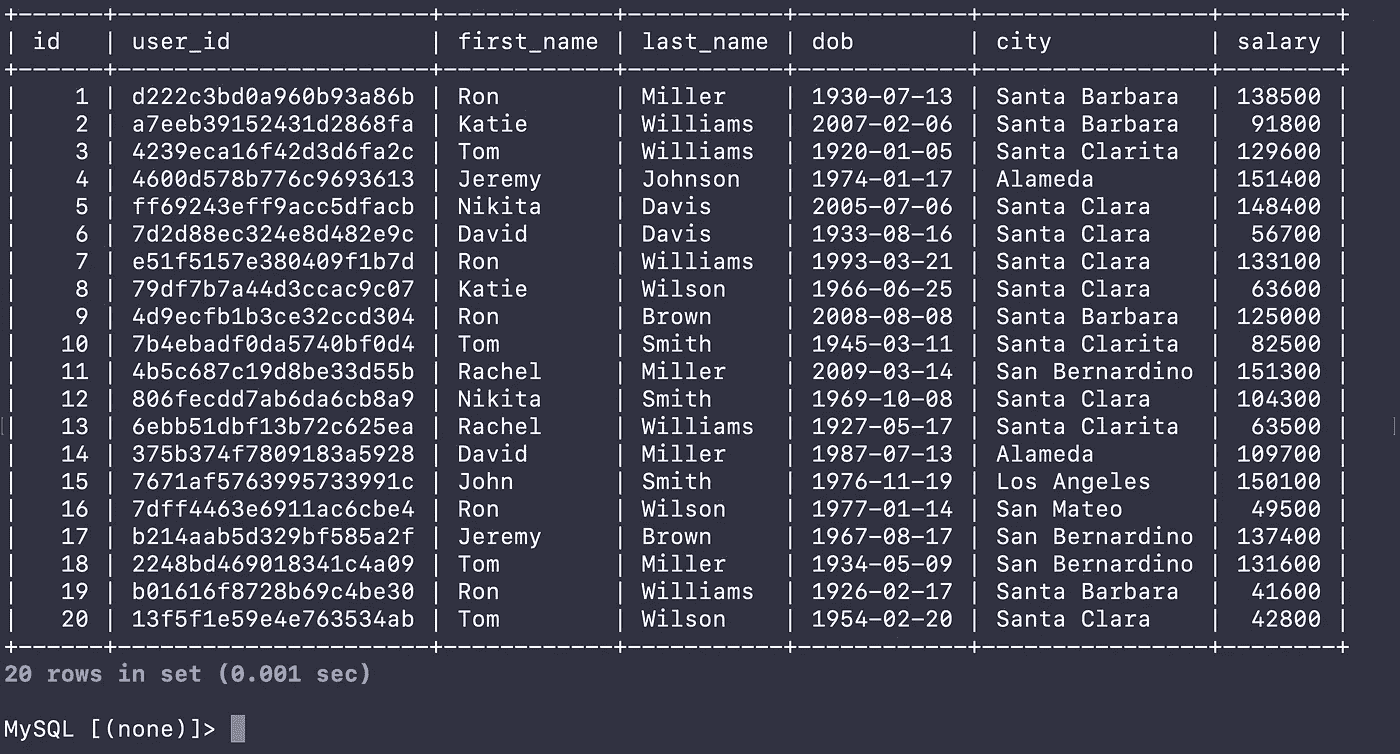 +------+----------------------+------------+-----------+------------+----------------+--------+
| id   | user_id              | first_name | last_name | dob        | city           | salary |
+------+----------------------+------------+-----------+------------+----------------+--------+
|    1 | d222c3bd0a960b93a86b | Ron        | Miller    | 1930-07-13 | Santa Barbara  | 138500 |
|    2 | a7eeb39152431d2868fa | Katie      | Williams  | 2007-02-06 | Santa Barbara  |  91800 |
|    3 | 4239eca16f42d3d6fa2c | Tom        | Williams  | 1920-01-05 | Santa Clarita  | 129600 |
|    4 | 4600d578b776c9693613 | Jeremy     | Johnson   | 1974-01-17 | Alameda        | 151400 |
|    5 | ff69243eff9acc5dfacb | Nikita     | Davis     | 2005-07-06 | Santa Clara    | 148400 |
|    6 | 7d2d88ec324e8d482e9c | David      | Davis     | 1933-08-16 | Santa Clara    |  56700 |
|    7 | e51f5157e380409f1b7d | Ron        | Williams  | 1993-03-21 | Santa Clara    | 133100 |
|    8 | 79df7b7a44d3ccac9c07 | Katie      | Wilson    | 1966-06-25 | Santa Clara    |  63600 |
|    9 | 4d9ecfb1b3ce32ccd304 | Ron        | Brown     | 2008-08-08 | Santa Barbara  | 125000 |
|   10 | 7b4ebadf0da5740bf0d4 | Tom        | Smith     | 1945-03-11 | Santa Clarita  |  82500 |
|   11 | 4b5c687c19d8be33d55b | Rachel     | Miller    | 2009-03-14 | San Bernardino | 151300 |
|   12 | 806fecdd7ab6da6cb8a9 | Nikita     | Smith     | 1969-10-08 | Santa Clara    | 104300 |
|   13 | 6ebb51dbf13b72c625ea | Rachel     | Williams  | 1927-05-17 | Santa Clarita  |  63500 |
|   14 | 375b374f7809183a5928 | David      | Miller    | 1987-07-13 | Alameda        | 109700 |
|   15 | 7671af5763995733991c | John       | Smith     | 1976-11-19 | Los Angeles    | 150100 |
|   16 | 7dff4463e6911ac6cbe4 | Ron        | Wilson    | 1977-01-14 | San Mateo      |  49500 |
|   17 | b214aab5d329bf585a2f | Jeremy     | Brown     | 1967-08-17 | San Bernardino | 137400 |
|   18 | 2248bd469018341c4a09 | Tom        | Miller    | 1934-05-09 | San Bernardino | 131600 |
|   19 | b01616f8728b69c4be30 | Ron        | Williams  | 1926-02-17 | Santa Barbara  |  41600 |
|   20 | 13f5f1e59e4e763534ab | Tom        | Wilson    | 1954-02-20 | Santa Clara    |  42800 |
+------+----------------------+------------+-----------+------------+----------------+--------+
20 rows in set (0.001 sec)
MySQL [(none)]>